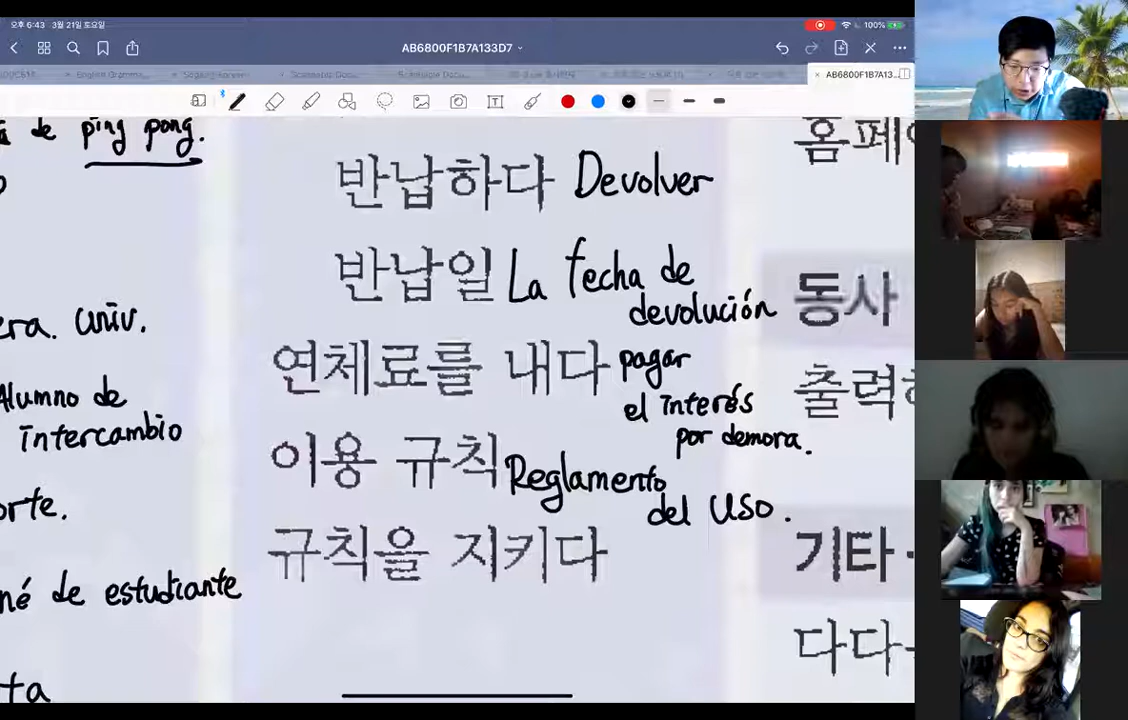 오후 6:43 3월 21일 토요일
100%
AB6800F1B7A133D7
AB6800F1B7A13...
de ping pong.
반납하다 Devolver
반납일 La fecha de
devolución
연체료를 내다 pagar
el interés
por demora.
이용 규칙 Reglamento
del uso.
규칙을 지키다
era. Univ.
Alumno de
intercambio
orte.
né de estudiante
ta
홈페
동사
출력
기타
다다